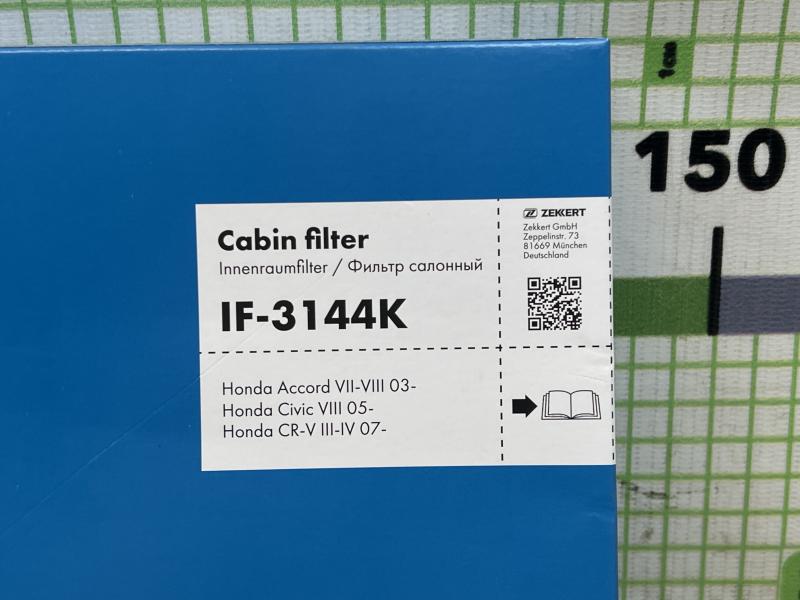 Cabin filter
Innenraumfilter / Фильтр салонный
IF-3144K
Honda Accord VII-VIII 03-
Honda Civic VIII 05-
Honda CR-V III-IV 07-
ZEKKERT
Zekkert GmbH
Zeppelinstr. 73
81669 München
Deutschland
150